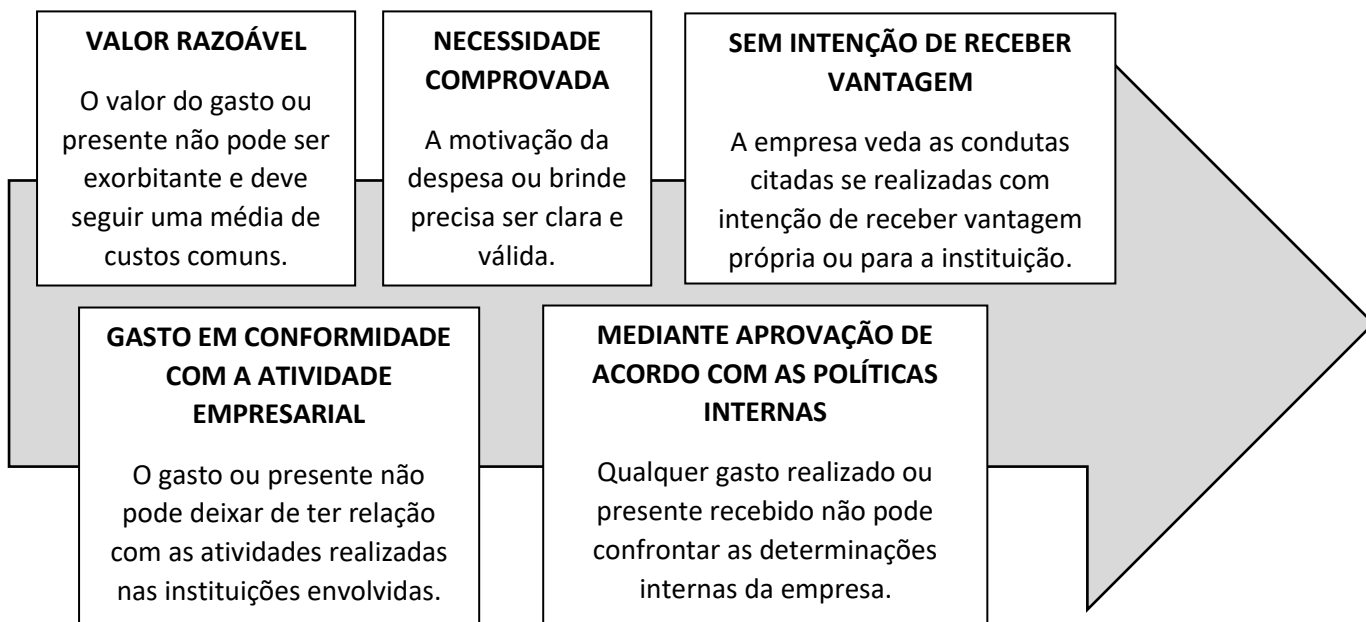 VALOR RAZOÁVEL
O valor do gasto ou
presente não pode ser
exorbitante e deve
seguir uma média de
custos comuns.
NECESSIDADE
COMPROVADA
A motivação da
despesa ou brinde
precisa ser clara e
válida.
SEM INTENÇÃO DE RECEBER
VANTAGEM
A empresa veda as condutas
citadas se realizadas com
intenção de receber vantagem
própria ou para a instituição.
GASTO EM CONFORMIDADE
COM A ATIVIDADE
EMPRESARIAL
O gasto ou presente não
pode deixar de ter relação
com as atividades realizadas
nas instituições envolvidas.
MEDIANTE APROVAÇÃO DE
ACORDO COM AS POLÍTICAS
INTERNAS
Qualquer gasto realizado ou
presente recebido não pode
confrontar as determinações
internas da empresa.